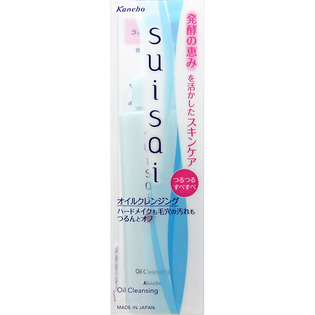 Kanebo
suisai
発酵の恵み
を活かしたスキンケア
つるつる
すべすべ
オイルクレンジング
ハードメイクも毛穴の汚れも
つるんとオフ
Oil Cleansing
Kanebo
Oil Cleansing
MADE IN JAPAN